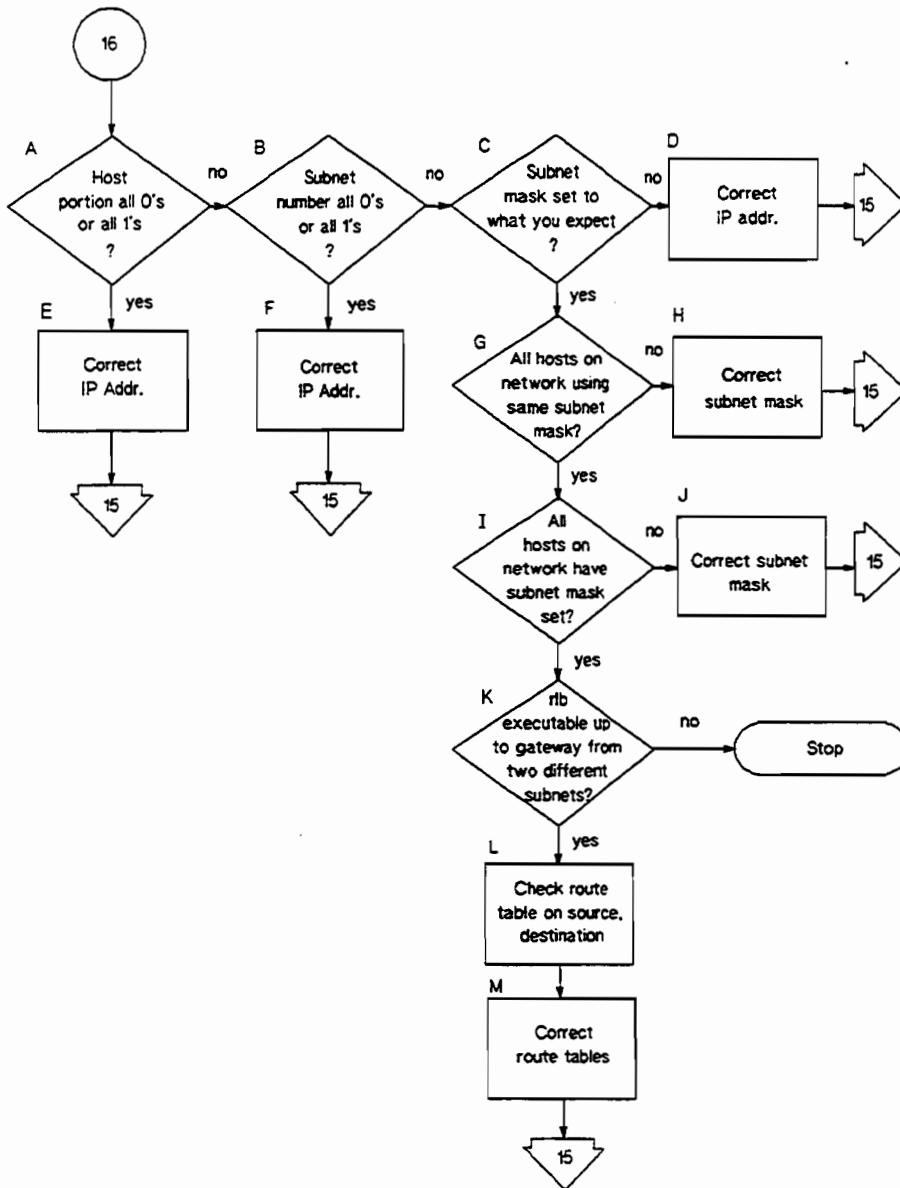 16
A
Host
portion all 0's
or all 1's
?
no
B
Subnet
number all 0's
or all 1's
?
no
C
Subnet
mask set to
what you expect
?
no
D
Correct
IP addr.
15
yes
E
Correct
IP Addr.
15
yes
F
Correct
IP Addr.
15
yes
G
All hosts on
network using
same subnet
mask?
no
H
Correct
subnet mask
15
yes
I
All
hosts on
network have
subnet mask
set?
no
J
Correct subnet
mask
15
yes
K
rlb
executable up
to gateway from
two different
subnets?
no
Stop
yes
L
Check route
table on source,
destination
M
Correct
route tables
15